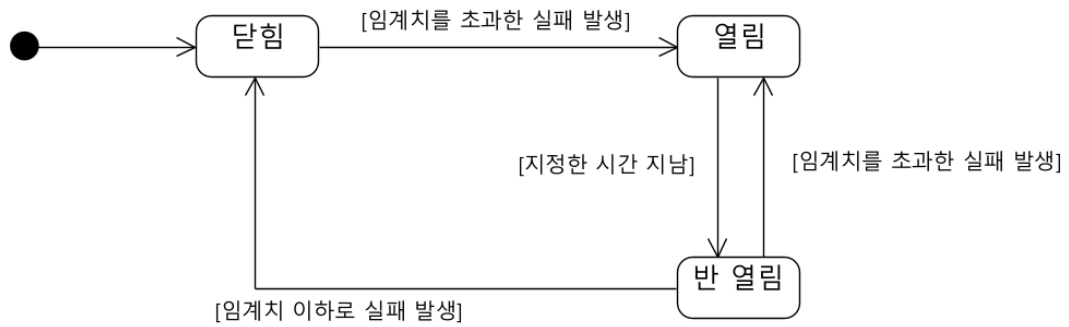 [임계치를 초과한 실패 발생]
닫힘
열림
[지정한 시간 지남]
[임계치를 초과한 실패 발생]
반 열림
[임계치 이하로 실패 발생]